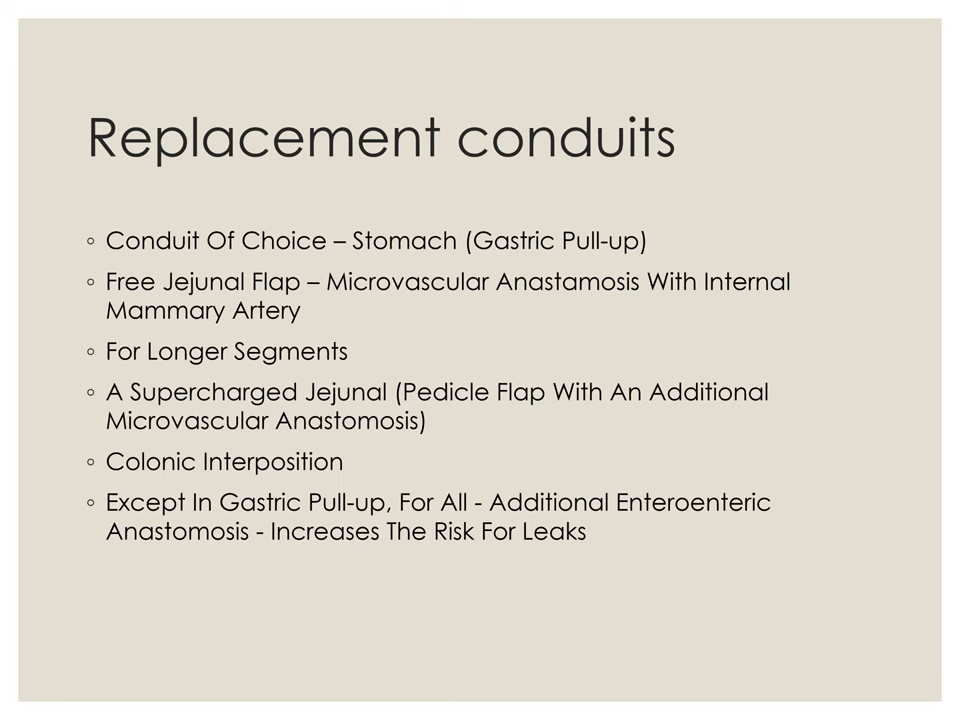 Replacement conduits
◦ Conduit Of Choice – Stomach (Gastric Pull-up)
◦ Free Jejunal Flap – Microvascular Anastamosis With Internal
Mammary Artery
◦ For Longer Segments
◦ A Supercharged Jejunal (Pedicle Flap With An Additional
Microvascular Anastomosis)
◦ Colonic Interposition
◦ Except In Gastric Pull-up, For All - Additional Enteroenteric
Anastomosis - Increases The Risk For Leaks